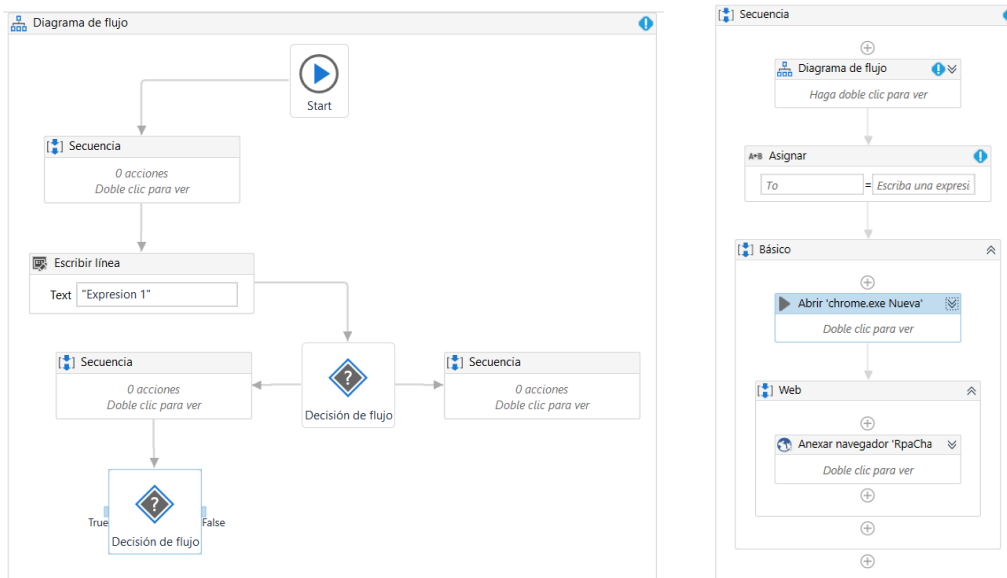 Diagrama de flujo
Start
Secuencia
0 acciones
Doble clic para ver
Escribir línea
Text "Expresion 1"
Secuencia
0 acciones
Doble clic para ver
Decisión de flujo
Secuencia
0 acciones
Doble clic para ver
True
False
Decisión de flujo
Secuencia
Diagrama de flujo
Haga doble clic para ver
A+B Asignar
To = Escriba una expresi
Básico
Abrir 'chrome.exe Nueva'
Doble clic para ver
Web
Anexar navegador 'RpaCha
Doble clic para ver